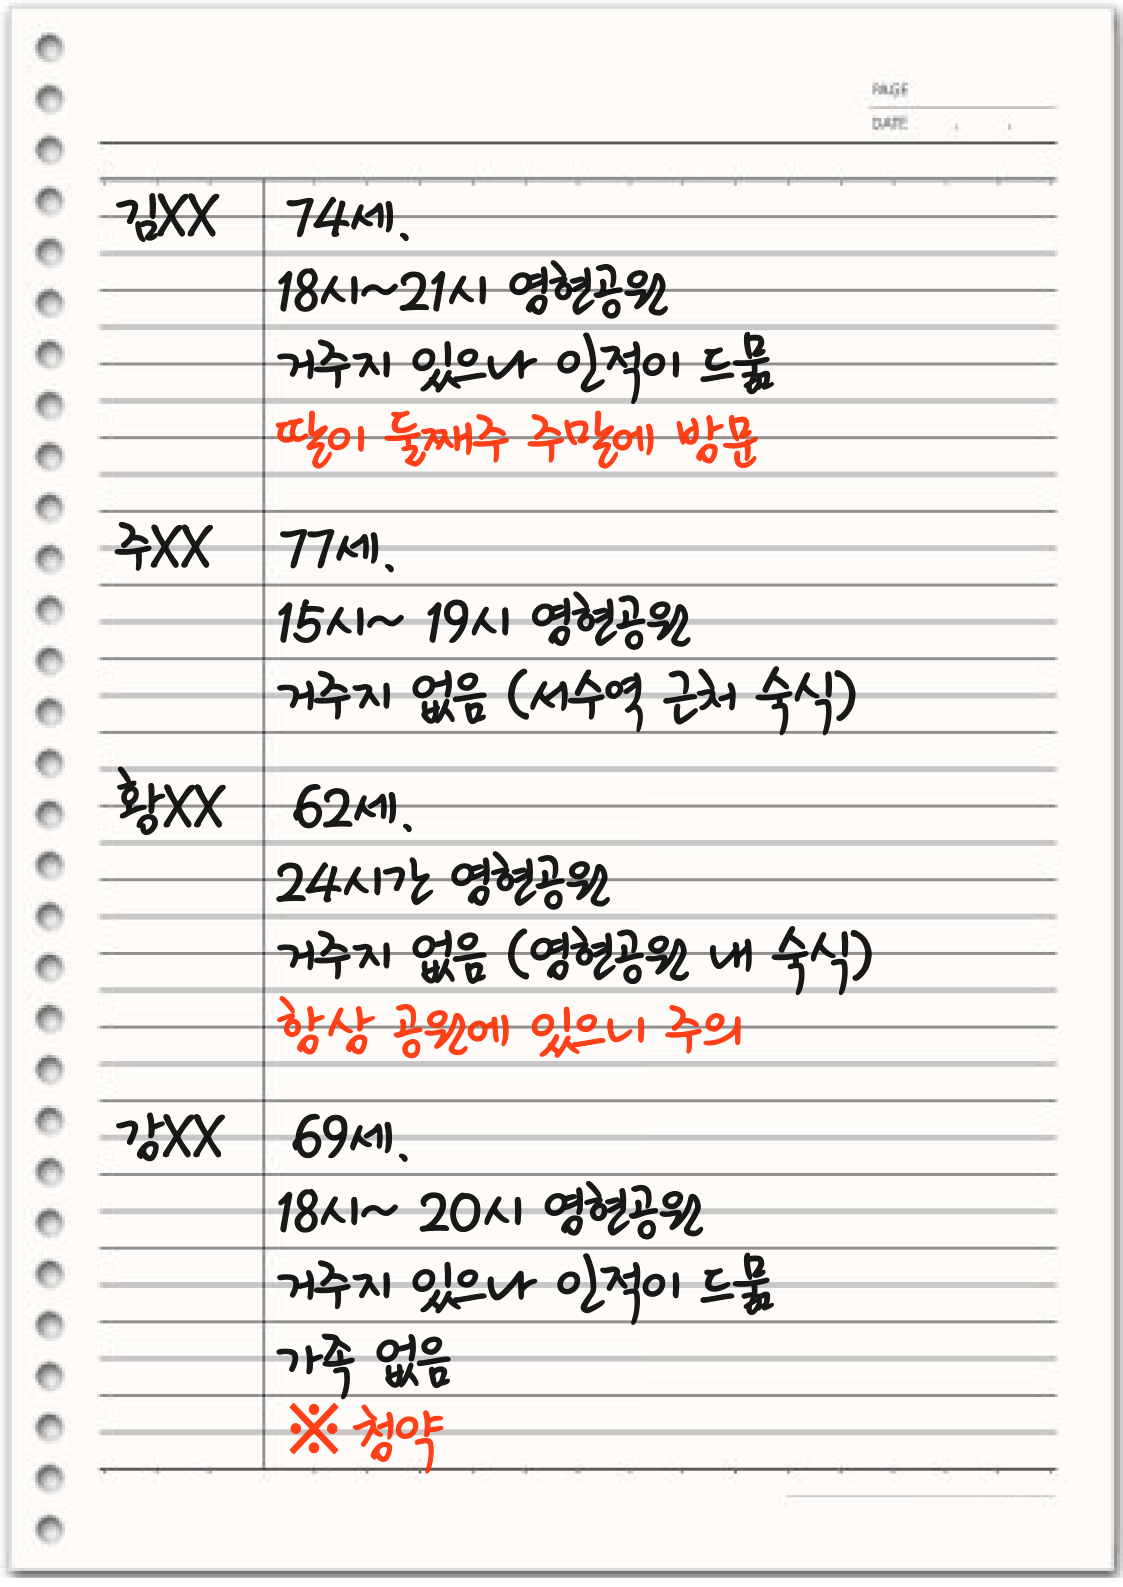 PAGE
DATE . .
김XX 74세.
18시~21시 영현공원
거주지 있으나 인적이 드뭄
딸이 둘째주 주말에 방문
주XX 77세.
15시~ 19시 영현공원
거주지 없음 (서수역 근처 숙식)
황XX 62세.
24시간 영현공원
거주지 없음 (영현공원 내 숙식)
항상 공원에 있으니 주의
강XX 69세.
18시~ 20시 영현공원
거주지 있으나 인적이 드뭄
가족 없음
※ 청약